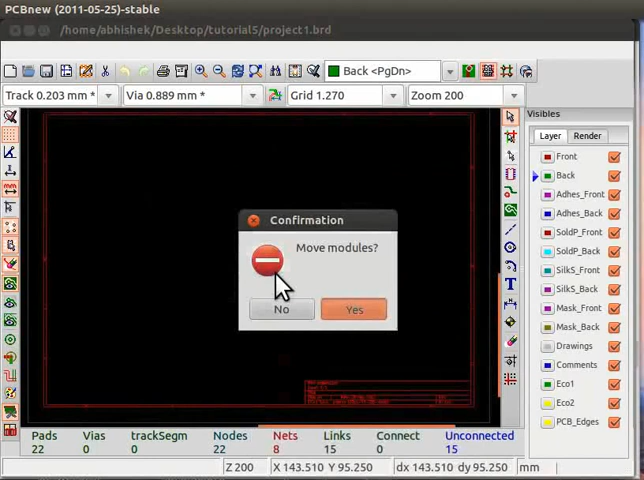 PCBnew (2011-05-25)-stable
/home/abhishek/Desktop/tutorial5/project1.brd
Back <PgDn>
Track 0.203 mm *
Via 0.889 mm *
Grid 1.270
Zoom 200
Visibles
Layer
Render
Front
Back
Adhes_Front
Adhes_Back
SoldP_Front
SoldP_Back
SilkS_Front
SilkS_Back
Mask_Front
Mask_Back
Drawings
Comments
Eco1
Eco2
PCB_Edges
Confirmation
Move modules?
No
Yes
Pads Vias trackSegm Nodes Nets Links Connect Unconnected
22 0 0 22 8 15 0 15
Z 200 X 143.510 Y 95.250 dx 143.510 dy 95.250 mm